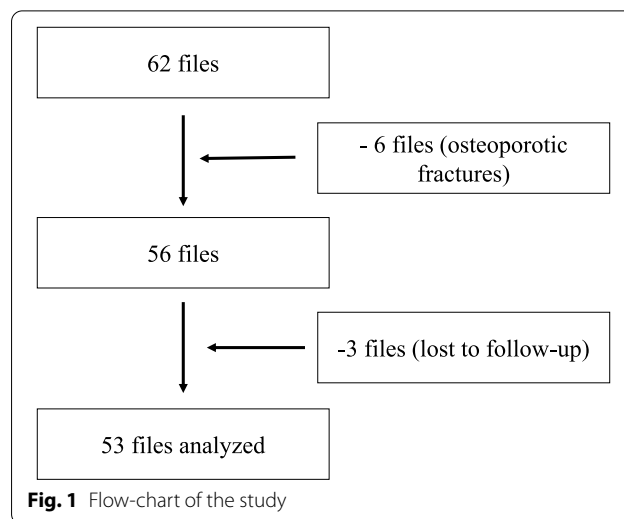 62 files
- 6 files (osteoporotic
fractures)
56 files
-3 files (lost to follow-up)
53 files analyzed
Fig. 1 Flow-chart of the study